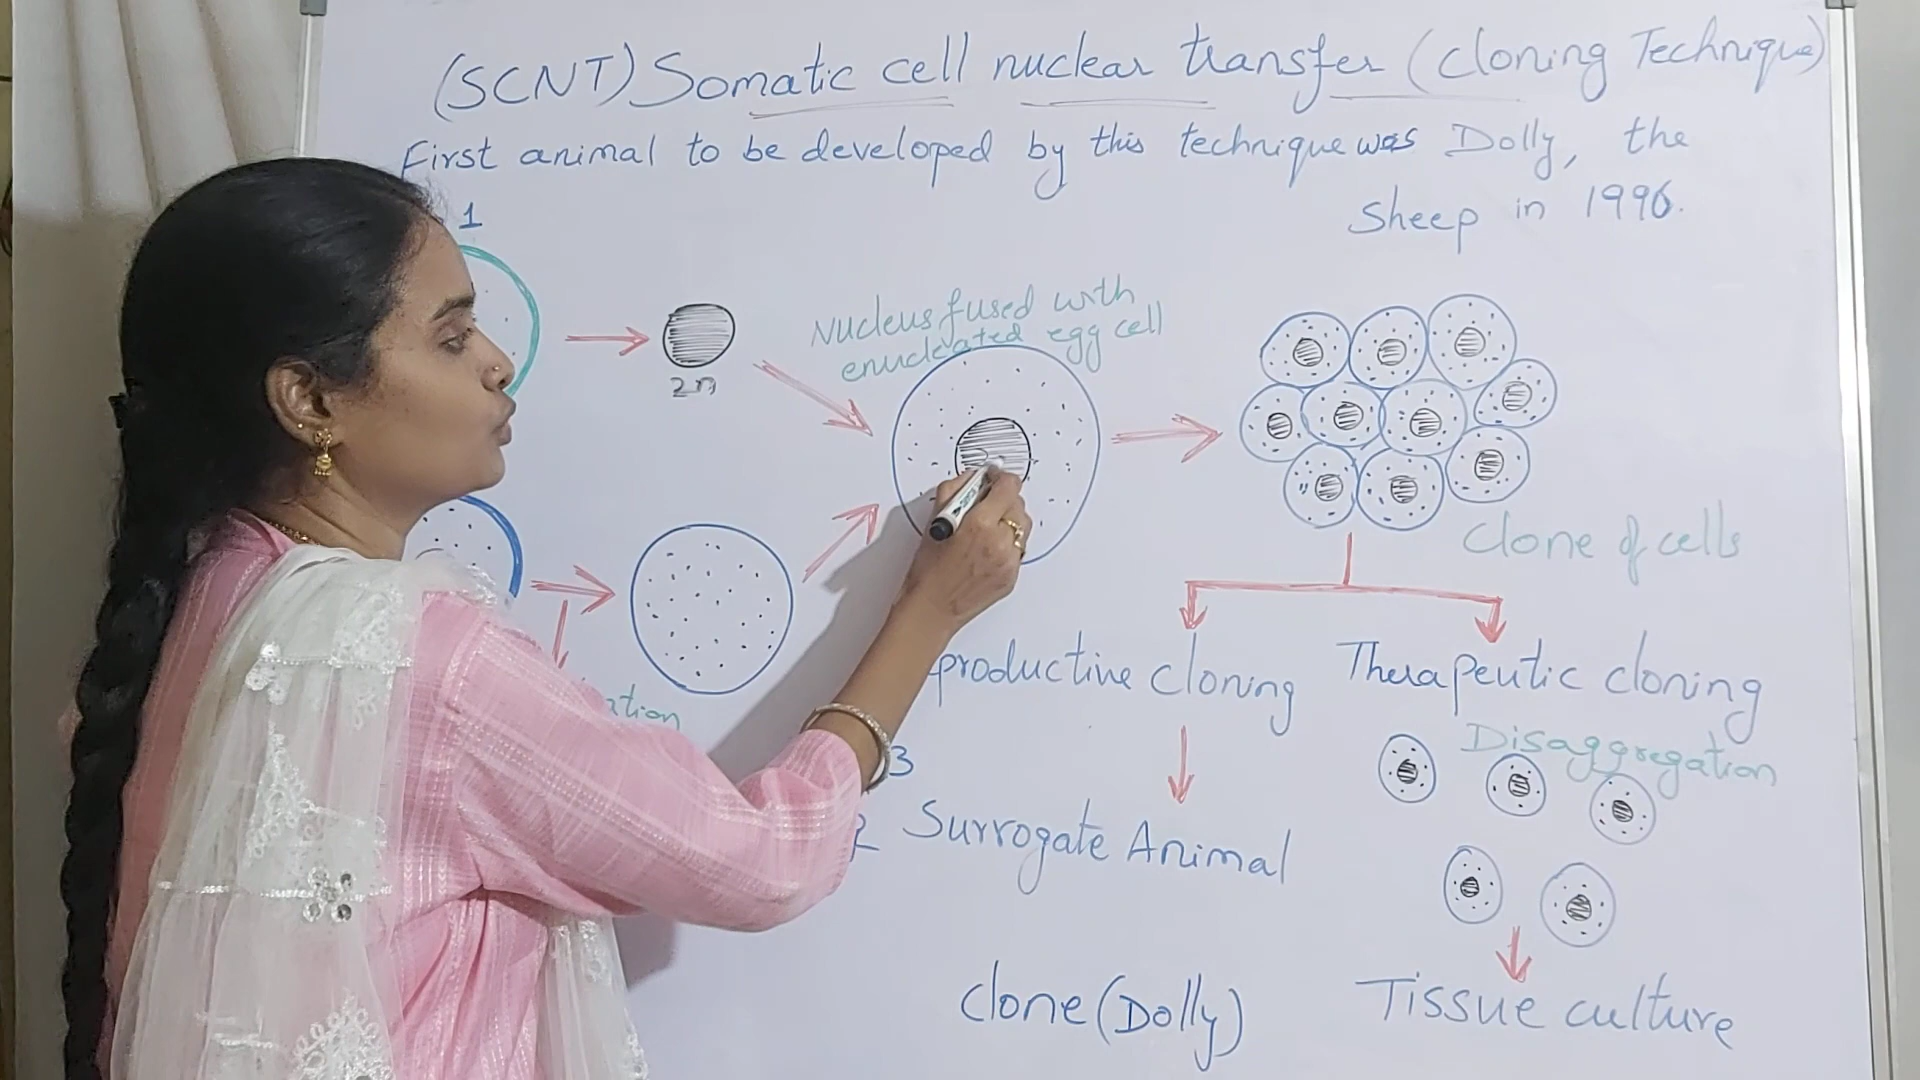 (SCNT) Somatic cell nuclear transfer (Cloning Technique)
First animal to be developed by this technique was Dolly, the
Sheep in 1996.
1
2n
Nucleus fused with
enucleated egg cell
Clone of cells
productive cloning
Therapeutic cloning
Disaggregation
3
Surrogate Animal
Clone (Dolly)
Tissue culture